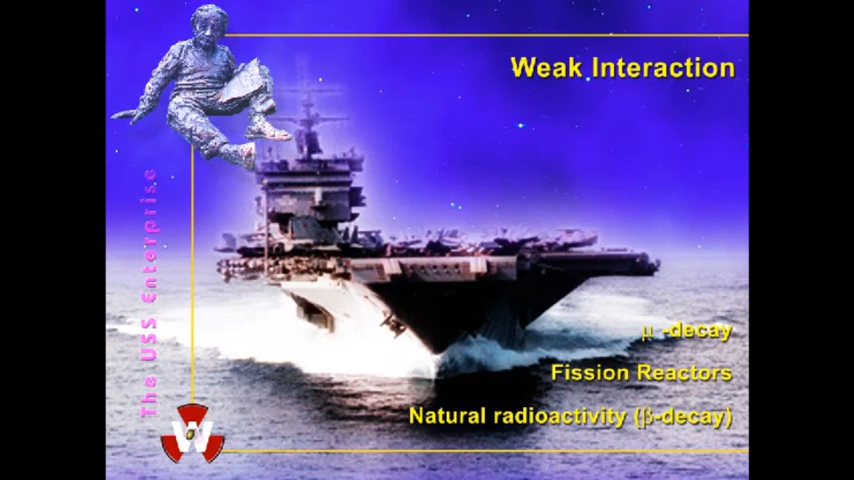 Weak Interaction
The USS Enterprise
μ -decay
Fission Reactors
Natural radioactivity (β-decay)
W